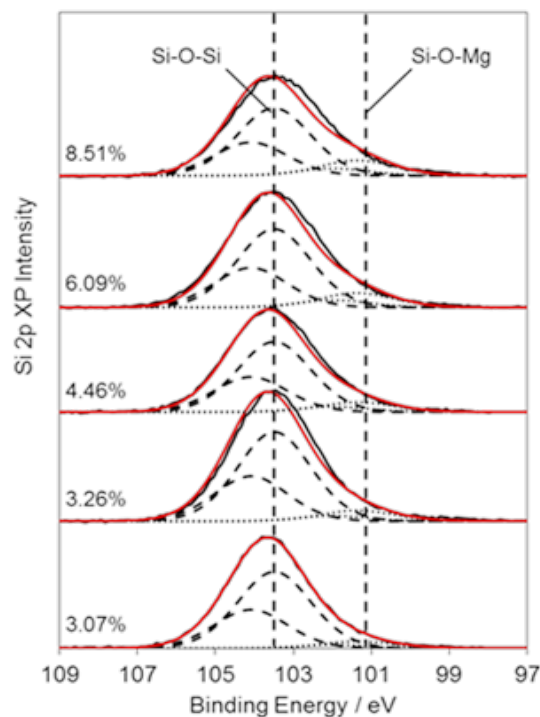 Si-O-Si Si-O-Mg
8.51%
6.09%
4.46%
3.26%
3.07%
Si 2p XP Intensity
109 107 105 103 101 99 97
Binding Energy / eV